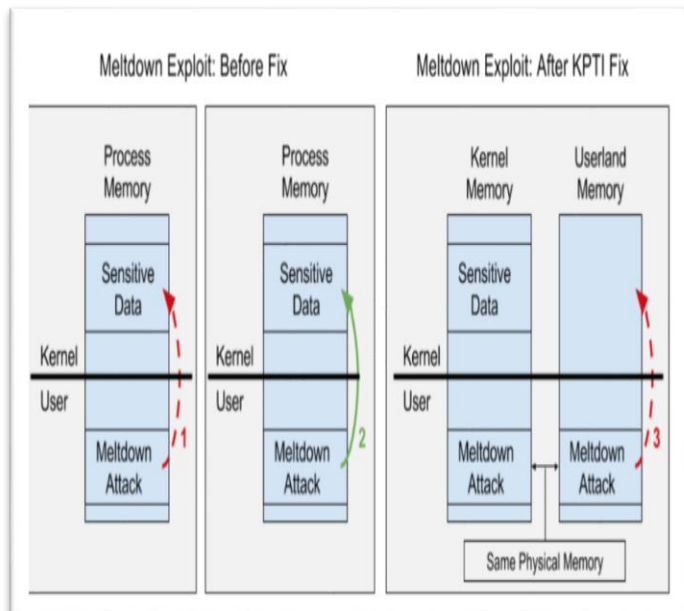 Meltdown Exploit: Before Fix
Meltdown Exploit: After KPTI Fix
Process
Memory
Sensitive
Data
Kernel
User
Meltdown
Attack
1
Process
Memory
Sensitive
Data
Kernel
User
Meltdown
Attack
2
Kernel
Memory
Userland
Memory
Sensitive
Data
Kernel
User
Meltdown
Attack
Meltdown
Attack
3
Same Physical Memory